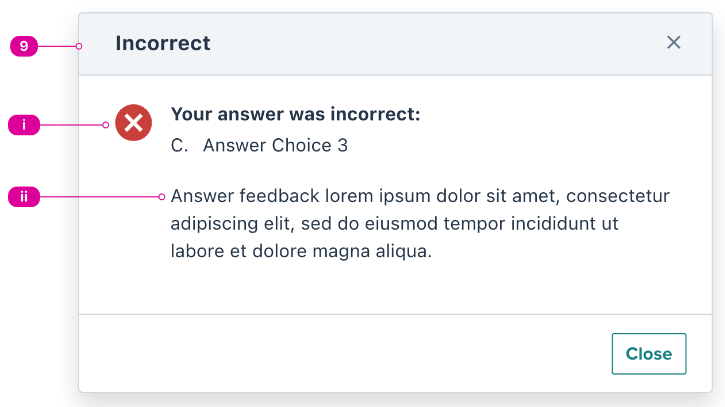 9 Incorrect
i Your answer was incorrect:
C. Answer Choice 3
ii Answer feedback lorem ipsum dolor sit amet, consectetur
adipiscing elit, sed do eiusmod tempor incididunt ut
labore et dolore magna aliqua.
Close